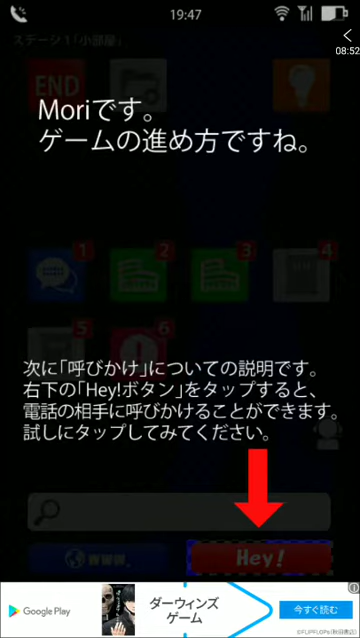 19:47
ステージ1「小部屋」
08:52
END
Moriです。
ゲームの進め方ですね。
1
2
3
4
5
6
次に「呼びかけ」についての説明です。
右下の「Hey!ボタン」をタップすると、
電話の相手に呼びかけることができます。
試しにタップしてみてください。
Hey!
Google Play
ダーウィンズ
ゲーム
今すぐ読む